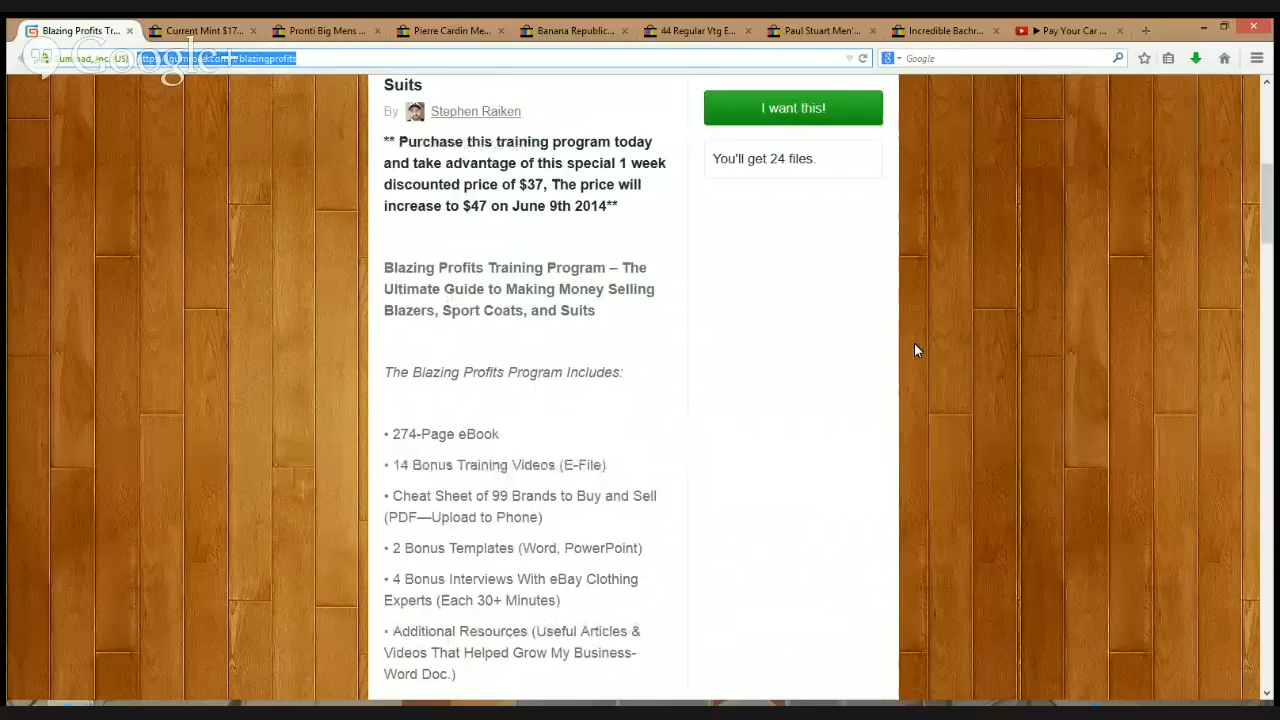 Blazing Profits Tr...
Current Mint $17...
Pronti Big Mens ...
Pierre Cardin Me...
Banana Republic...
44 Regular Vtg E...
Paul Stuart Men'...
Incredible Bachr...
▶ Pay Your Car ...
Google+
Google
Suits
By Stephen Raiken
I want this!
You'll get 24 files.
** Purchase this training program today
and take advantage of this special 1 week
discounted price of $37, The price will
increase to $47 on June 9th 2014**
Blazing Profits Training Program – The
Ultimate Guide to Making Money Selling
Blazers, Sport Coats, and Suits
The Blazing Profits Program Includes:
• 274-Page eBook
• 14 Bonus Training Videos (E-File)
• Cheat Sheet of 99 Brands to Buy and Sell
(PDF—Upload to Phone)
• 2 Bonus Templates (Word, PowerPoint)
• 4 Bonus Interviews With eBay Clothing
Experts (Each 30+ Minutes)
• Additional Resources (Useful Articles &
Videos That Helped Grow My Business-
Word Doc.)